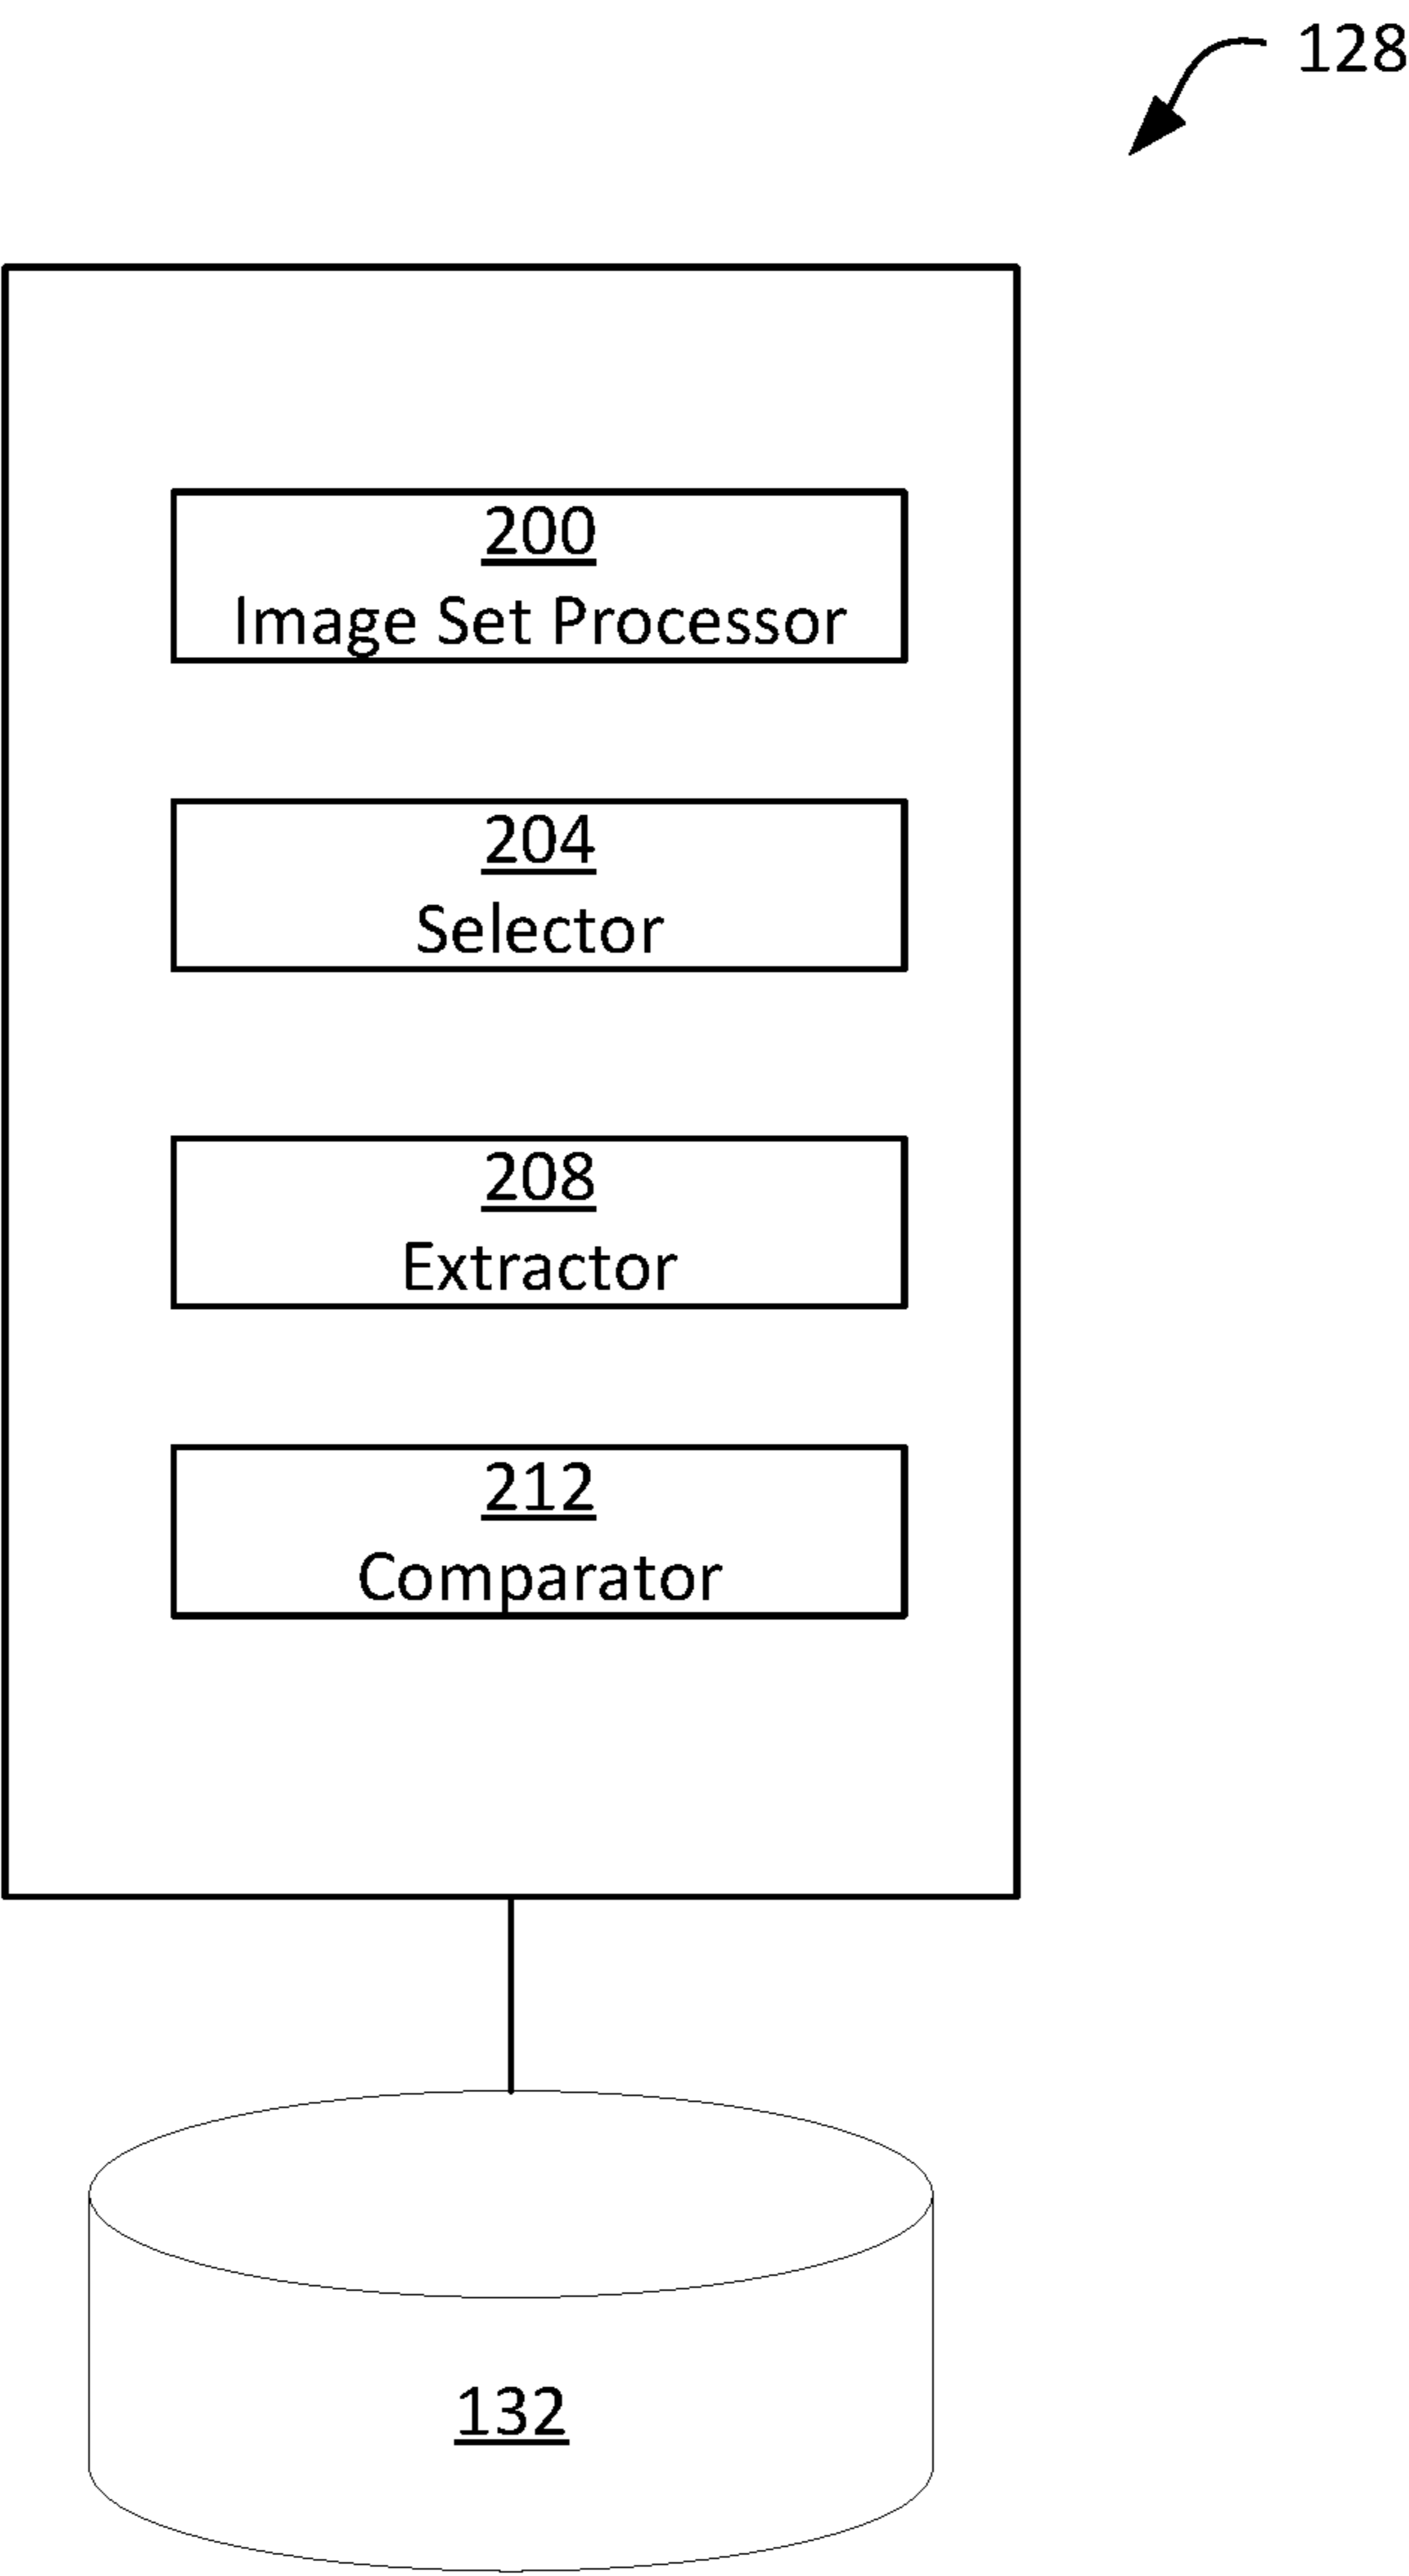 128
200
Image Set Processor
204
Selector
208
Extractor
212
Comparator
132